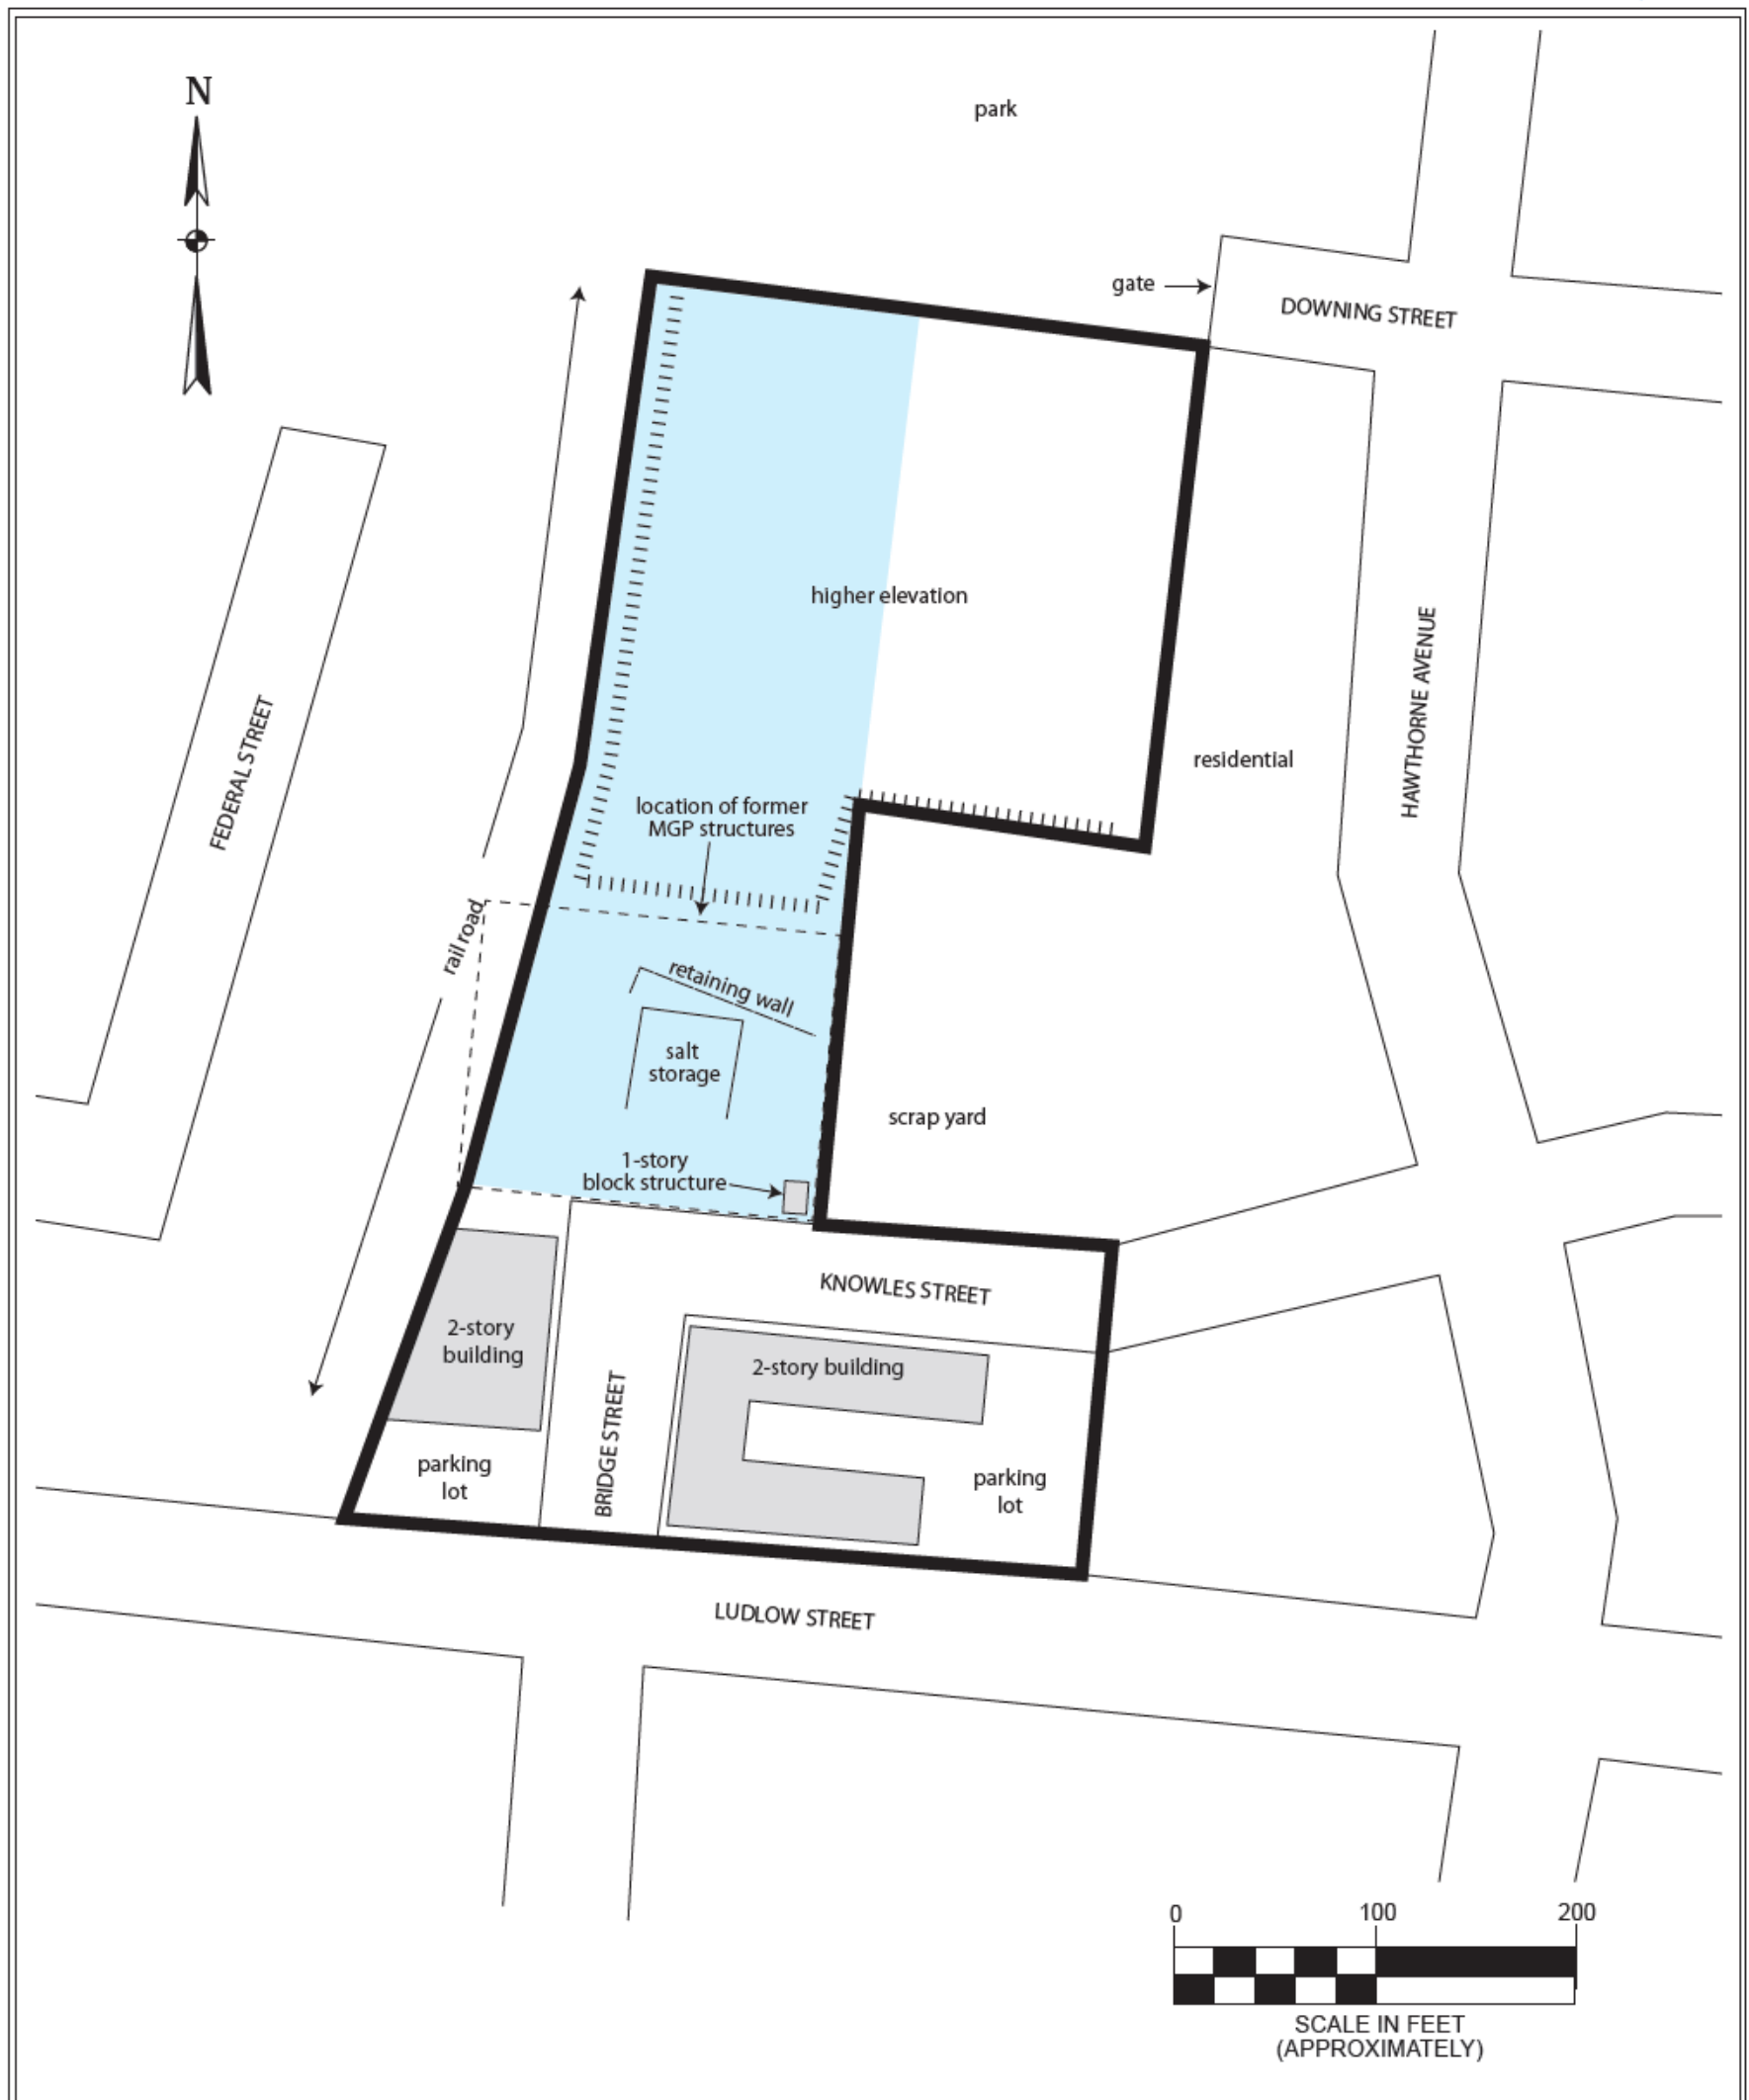 N
park
gate
DOWNING STREET
higher elevation
HAWTHORNE AVENUE
residential
FEDERAL STREET
location of former
MGP structures
rail road
retaining wall
salt
storage
scrap yard
1-story
block structure
KNOWLES STREET
2-story
building
2-story building
BRIDGE STREET
parking
lot
parking
lot
LUDLOW STREET
0 100 200
SCALE IN FEET
(APPROXIMATELY)